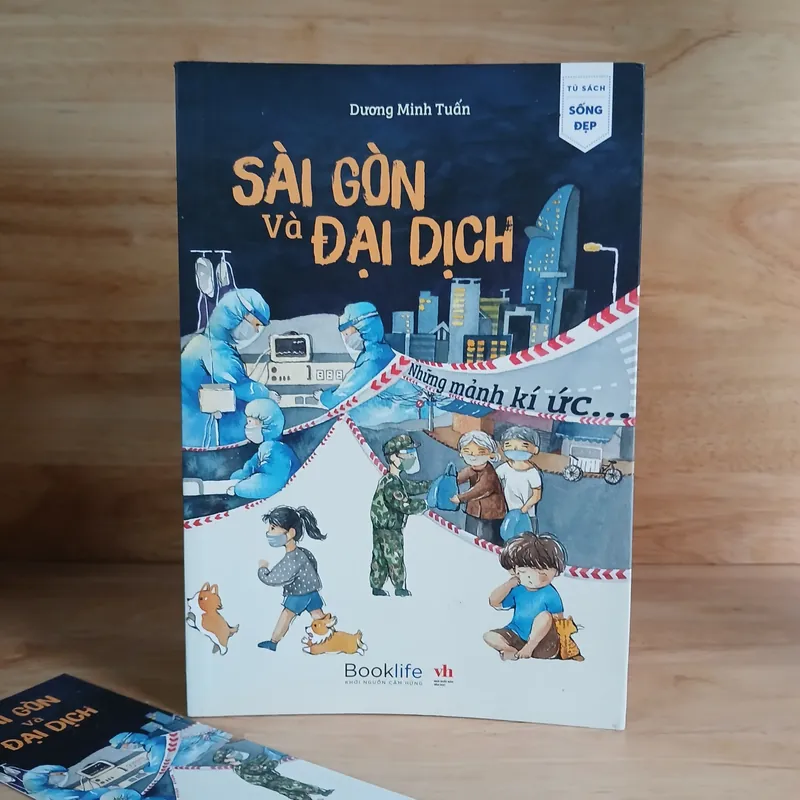 Dương Minh Tuấn
TỦ SÁCH
SỐNG
ĐẸP
SÀI GÒN
và ĐẠI DỊCH
Những mảnh kí ức...
Booklife
KHƠI NGUỒN CẢM HỨNG
vh
SÀI GÒN
và
ĐẠI DỊCH